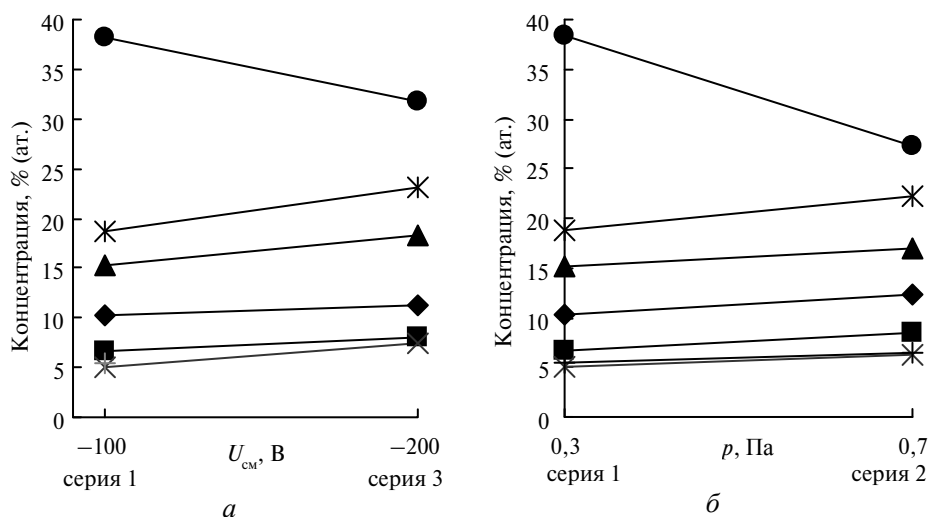 Концентрация, % (ат.)
40
35
30
25
20
15
10
5
0
–100
серия 1
Uсм, В
–200
серия 3
а
Концентрация, % (ат.)
40
35
30
25
20
15
10
5
0
0,3
серия 1
p, Па
0,7
серия 2
б